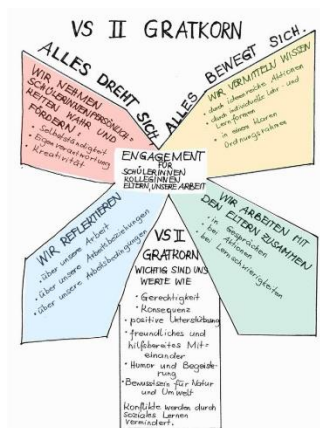 VS II GRATKORN
ALLES DREHT SICH.
ALLES BEWEGT SICH.
WIR NEHMEN
SCHÜLERINNENPERSÖNLICH=
KEITEN WAHR UND
FÖRDERN:
• Selbstständigkeit
• Eigenverantwortung
• Kreativität
WIR VERMITTELN WISSEN
• durch lehrreiche Aktionen
• durch individuelle Lehr- und
Lernformen
• in einem klaren
Ordnungsrahmen
ENGAGEMENT
FÜR
SCHÜLERINNEN
KOLLEGINNEN
ELTERN, UNSERE ARBEIT
WIR REFLEKTIEREN
• über unsere Arbeit
• über unsere Arbeitsbeziehungen
• über unsere Arbeitsbedingungen
WIR ARBEITEN MIT
DEN ELTERN ZUSAMMEN
• in Gesprächen
• bei Aktionen
• bei Lernschwierigkeiten
VS II
GRATKORN
WICHTIG SIND UNS
WERTE WIE
• Gerechtigkeit
• Konsequenz
• positive Unterstützung
• freundliches und
hilfsbereites Mit=
einander
• Humor und Begeiste=
rung
• Bewusstsein für Natur
und Umwelt
Konflikte werden durch
soziales Lernen
vermindert.